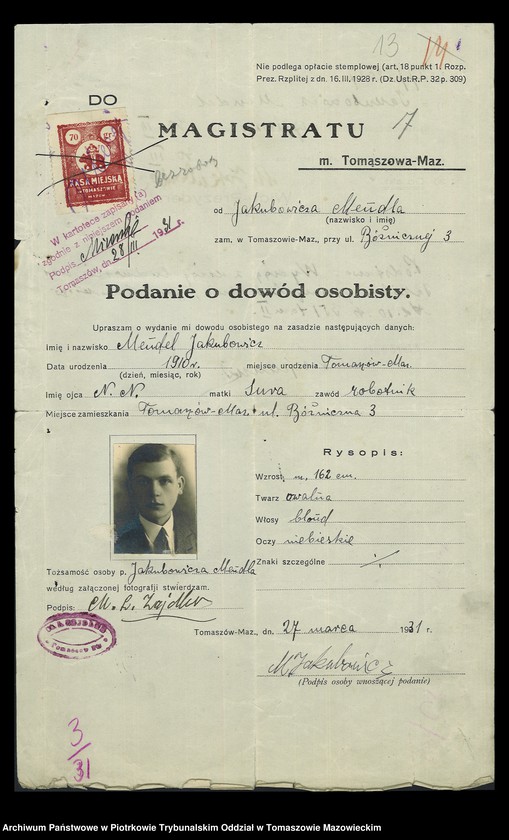 13
Nie podlega opłacie stemplowej (art. 18 punkt 1. Rozp.
Prez. Rzplitej z dn. 16. III. 1928 r. (Dz. Ust. R. P. 32 p. 309)
DO
MAGISTRATU
7
m. Tomaszowa-Maz.
70 gr.
KASA MIEJSKA
W TOMASZOWIE
W kartotece zapisany (a)
zgodnie z niniejszem podaniem
Podpis
Tomaszów, dn. 28/III 1931 r.
od Jakubowicza Mendla
(nazwisko i imię)
zam. w Tomaszowie-Maz., przy ul. Bóżnicznej 3
Podanie o dowód osobisty.
Upraszam o wydanie mi dowodu osobistego na zasadzie następujących danych:
Imię i nazwisko Mendel Jakubowicz
Data urodzenia 1910 r. miejsce urodzenia Tomaszów-Maz.
(dzień, miesiąc, rok)
Imię ojca N. N. matki Sura zawód robotnik
Miejsce zamieszkania Tomaszów-Maz. ul. Bóżniczna 3
Rysopis:
Wzrost m. 162 cm.
Twarz owalna
Włosy blond
Oczy niebieskie
Znaki szczególne
Tożsamość osoby p. Jakubowicza Mendla
według załączonej fotografji stwierdzam.
Podpis: M. L.
Tomaszów-Maz., dn. 27 marca 1931 r.
M. Jakubowicz
(Podpis osoby wnoszącej podanie)
3/31
Archiwum Państwowe w Piotrkowie Trybunalskim Oddział w Tomaszowie Mazowieckim